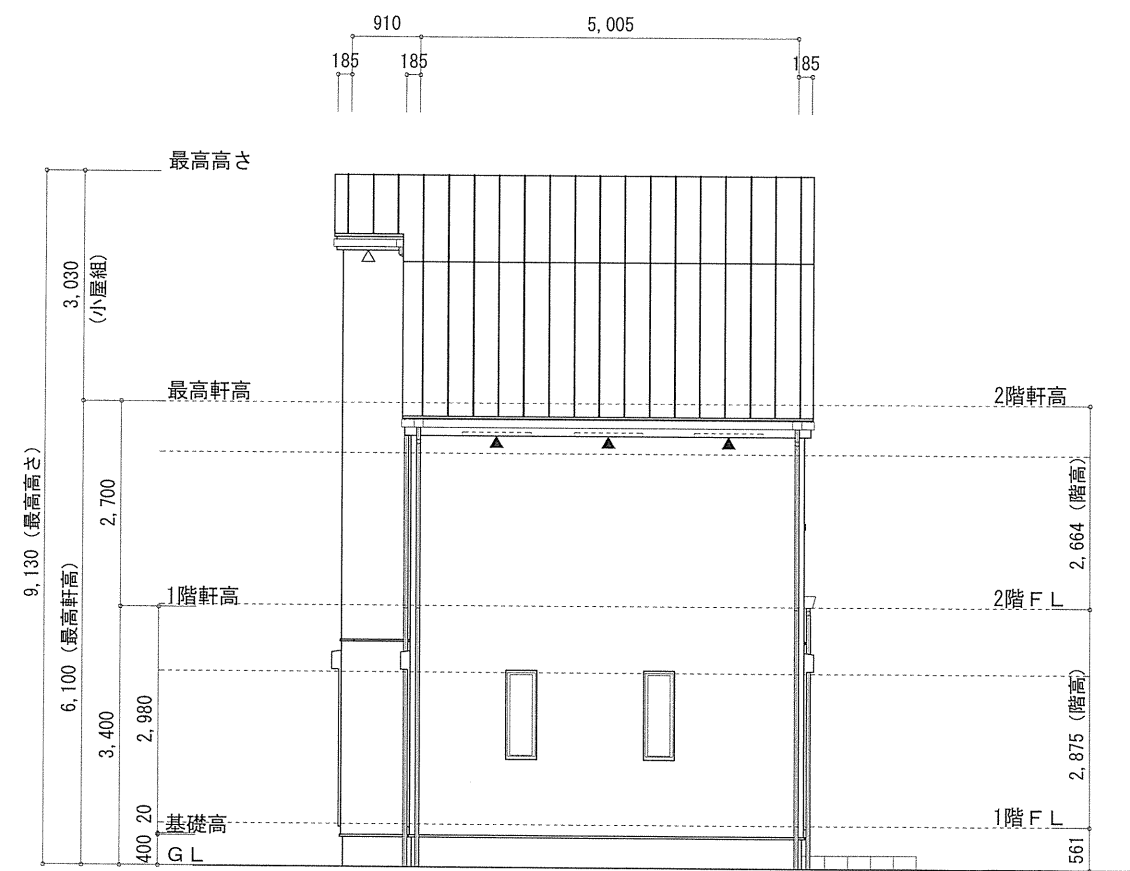 910
5,005
185
185
185
最高高さ
3,030
(小屋組)
最高軒高
2階軒高
9,130 (最高高さ)
2,700
2,664 (階高)
1階軒高
2階ＦＬ
6,100 (最高軒高)
3,400
2,980
2,875 (階高)
20
基礎高
1階ＦＬ
400
ＧＬ
561